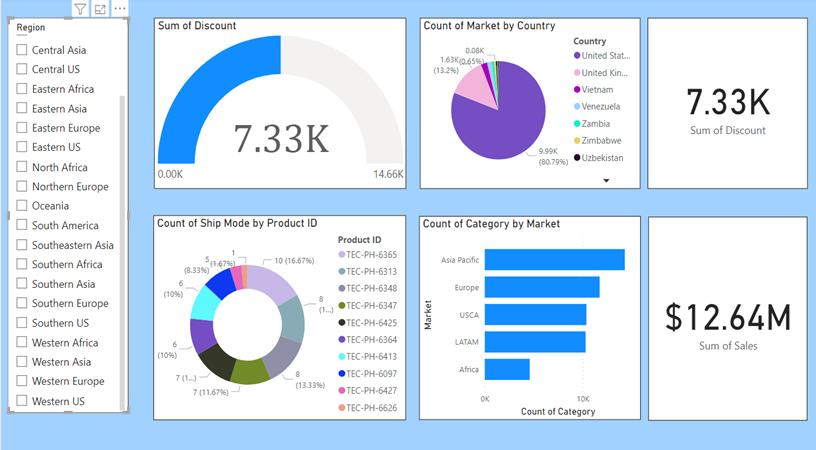 Region
Central Asia
Central US
Eastern Africa
Eastern Asia
Eastern Europe
Eastern US
North Africa
Northern Europe
Oceania
South America
Southeastern Asia
Southern Africa
Southern Asia
Southern Europe
Southern US
Western Africa
Western Asia
Western Europe
Western US
Sum of Discount
7.33K
0.00K
14.66K
Count of Market by Country
0.08K
(0.65%)
1.63K
(13.2%)
9.99K
(80.79%)
Country
United Stat...
United Kin...
Vietnam
Venezuela
Zambia
Zimbabwe
Uzbekistan
7.33K
Sum of Discount
Count of Ship Mode by Product ID
1
(1.67%)
5
(8.33%)
6
(10%)
6
(10%)
7 (1...)
7 (11.67%)
8
(13.33%)
8
(1...)
10 (16.67%)
Product ID
TEC-PH-6365
TEC-PH-6313
TEC-PH-6348
TEC-PH-6347
TEC-PH-6425
TEC-PH-6364
TEC-PH-6413
TEC-PH-6097
TEC-PH-6427
TEC-PH-6626
Count of Category by Market
Market
Asia Pacific
Europe
USCA
LATAM
Africa
0K
10K
Count of Category
$12.64M
Sum of Sales